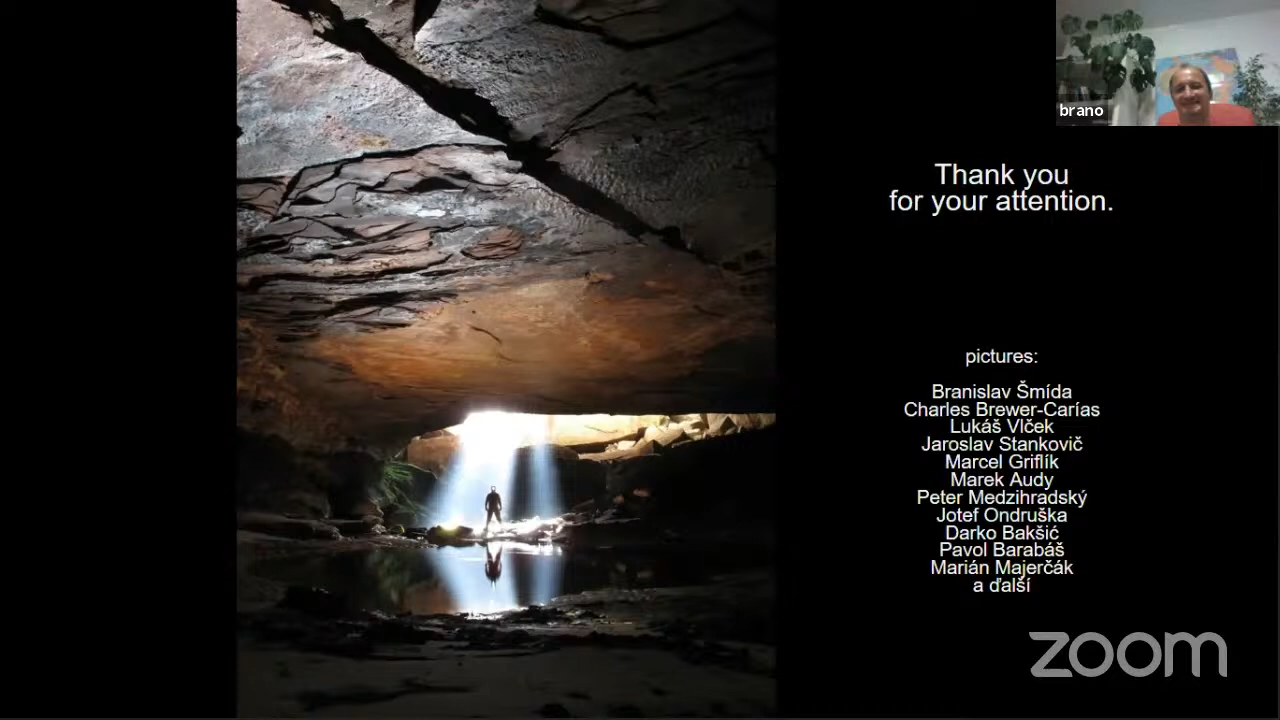 brano
Thank you
for your attention.
pictures:
Branislav Šmída
Charles Brewer-Carías
Lukáš Vlček
Jaroslav Stankovič
Marcel Griflík
Marek Audy
Peter Medzihradský
Jotef Ondruška
Darko Bakšić
Pavol Barabáš
Marián Majerčák
a ďalší
zoom